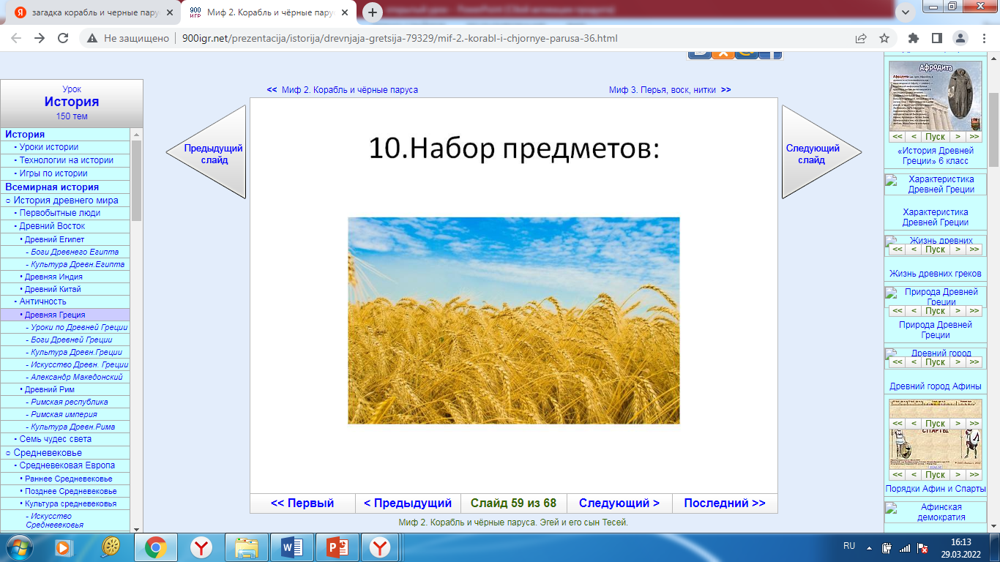 загадка корабль и черные пару
Миф 2. Корабль и чёрные пару
Не защищено
900igr.net/prezentacija/istorija/drevnjaja-gretsija-79329/mif-2.-korabl-i-chjornye-parusa-36.html
Урок
История
150 тем
История
• Уроки истории
• Технологии на истории
• Игры по истории
Всемирная история
○ История древнего мира
• Первобытные люди
• Древний Восток
• Древний Египет
- Боги Древнего Египта
- Культура Древн.Египта
• Древняя Индия
• Древний Китай
• Античность
• Древняя Греция
- Уроки по Древней Греции
- Боги Древней Греции
- Культура Древн.Греции
- Искусство Древн. Греции
- Александр Македонский
• Древний Рим
- Римская республика
- Римская империя
- Культура Древн.Рима
• Семь чудес света
○ Средневековье
• Средневековая Европа
• Раннее Средневековье
• Позднее Средневековье
• Культура средневековья
- Искусство
Средневековья
<< Миф 2. Корабль и чёрные паруса
Миф 3. Перья, воск, нитки >>
Предыдущий
слайд
10.Набор предметов:
Следующий
слайд
<< Первый
< Предыдущий
Слайд 59 из 68
Следующий >
Последний >>
Миф 2. Корабль и чёрные паруса. Эгей и его сын Тесей.
Афродита
<< < Пуск > >>
«История Древней
Греции» 6 класс
Характеристика
Древней Греции
Характеристика
Древней Греции
Жизнь древних
<< < Пуск > >>
Жизнь древних греков
Природа Древней
Греции
<< < Пуск > >>
Природа Древней
Греции
Древний город
<< < Пуск > >>
Древний город Афины
<< < Пуск > >>
СПАРТЫ
<< < Пуск > >>
Порядки Афин и Спарты
Афинская
демократия
RU
16:13
29.03.2022